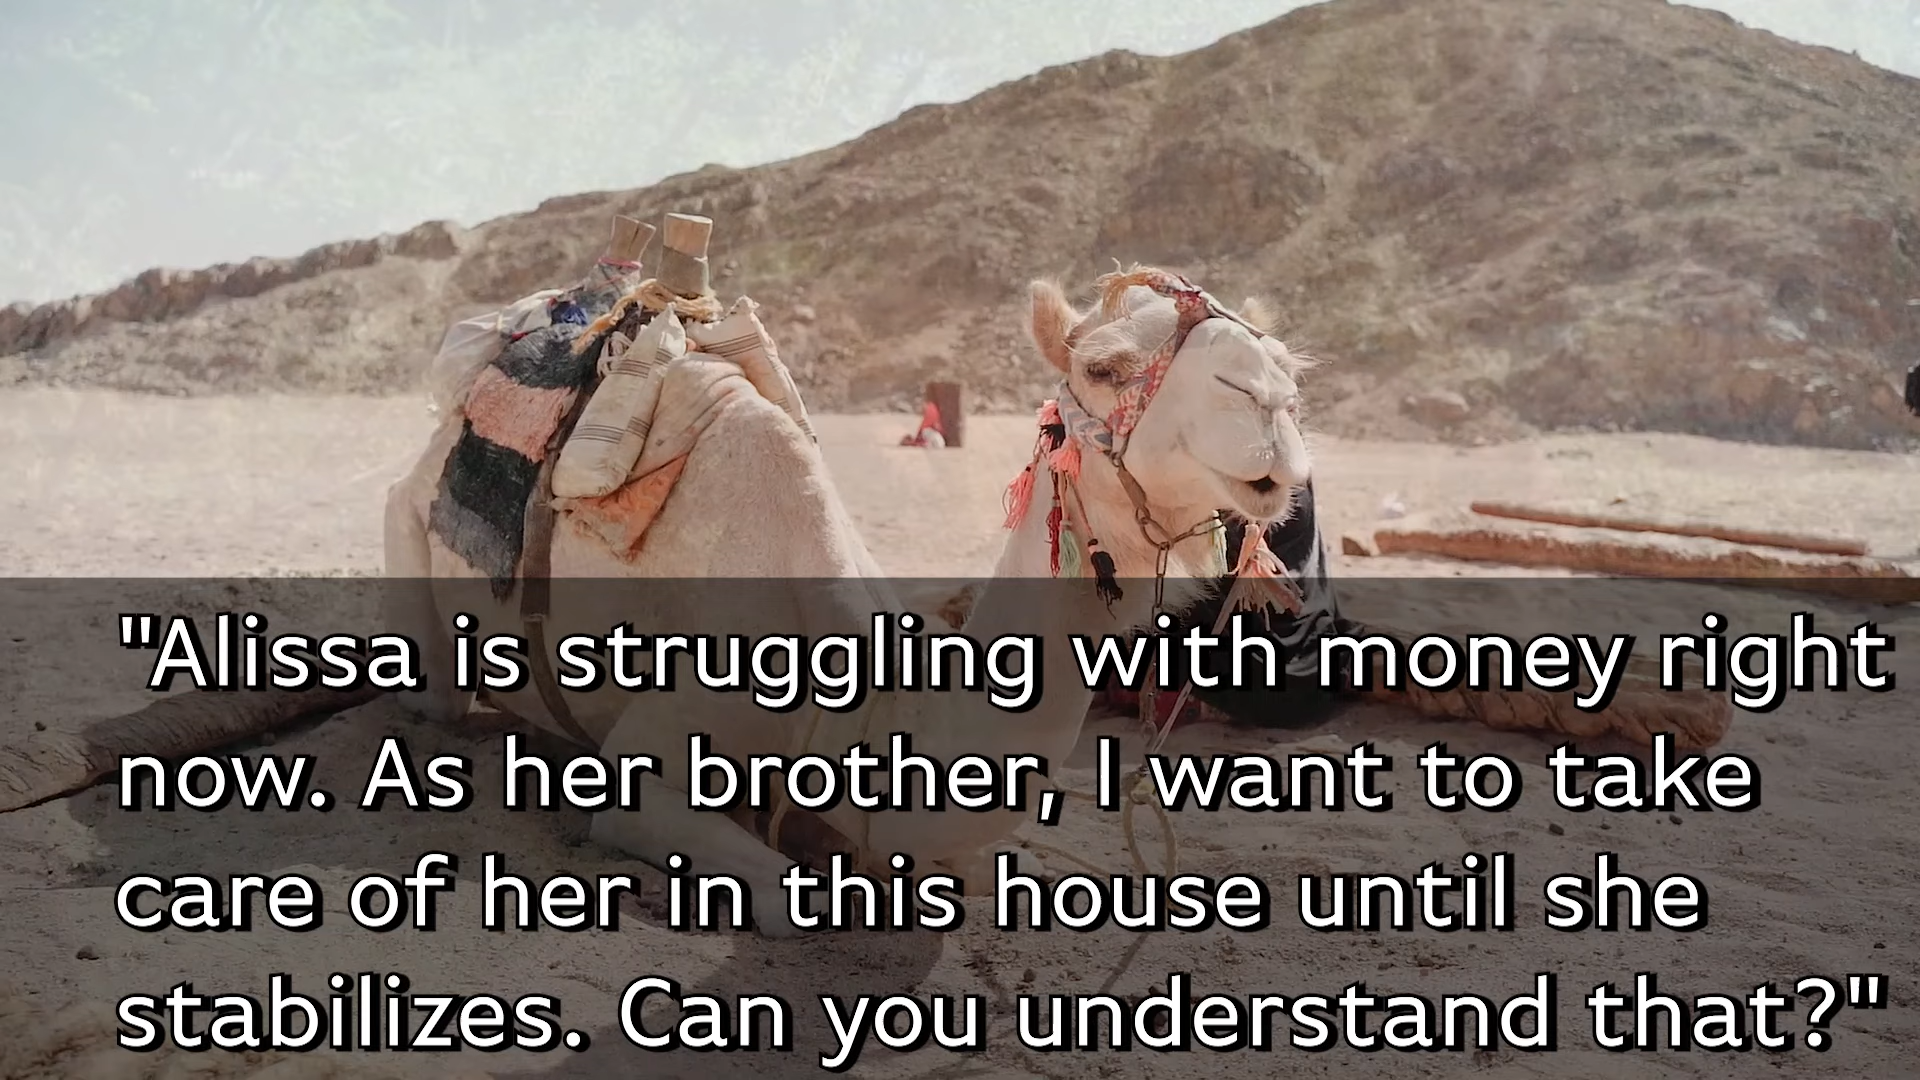 "Alissa is struggling with money right
now. As her brother, I want to take
care of her in this house until she
stabilizes. Can you understand that?"